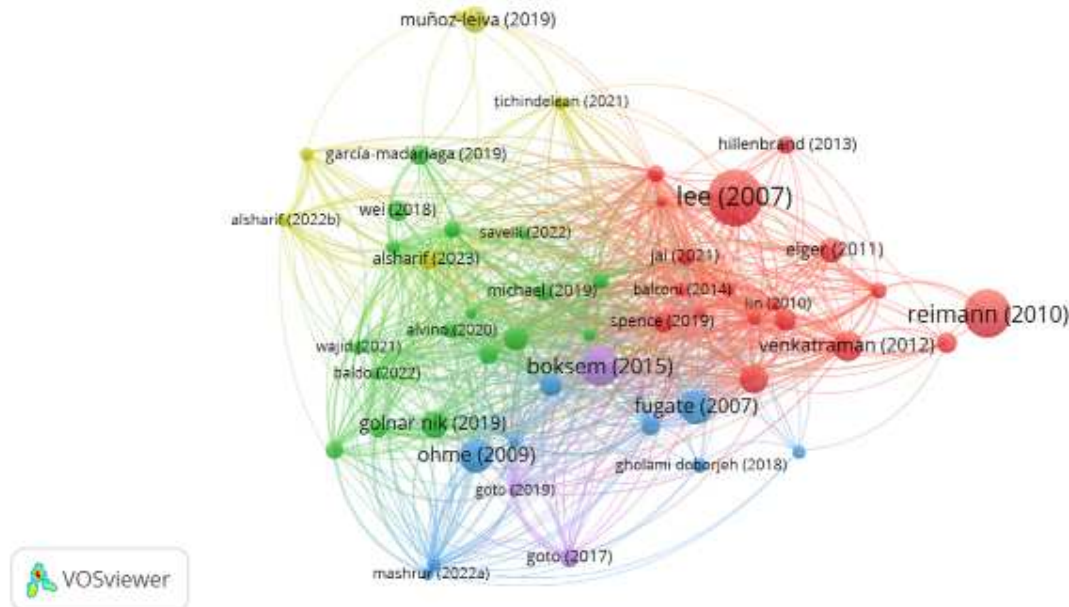 muñoz-leiva (2019)
țichindelean (2021)
hillenbrand (2013)
garcía-madariaga (2019)
lee (2007)
wei (2018)
alsharif (2022b)
savelli (2022)
jai (2021)
elger (2011)
alsharif (2023)
michael (2019)
balconi (2014)
lin (2010)
reimann (2010)
spence (2019)
alvino (2020)
wajid (2021)
venkatraman (2012)
boksem (2015)
baldo (2022)
fugate (2007)
golnar nik (2019)
ohme (2009)
gholami doborjeh (2018)
goto (2019)
goto (2017)
mashrur (2022a)
VOSviewer